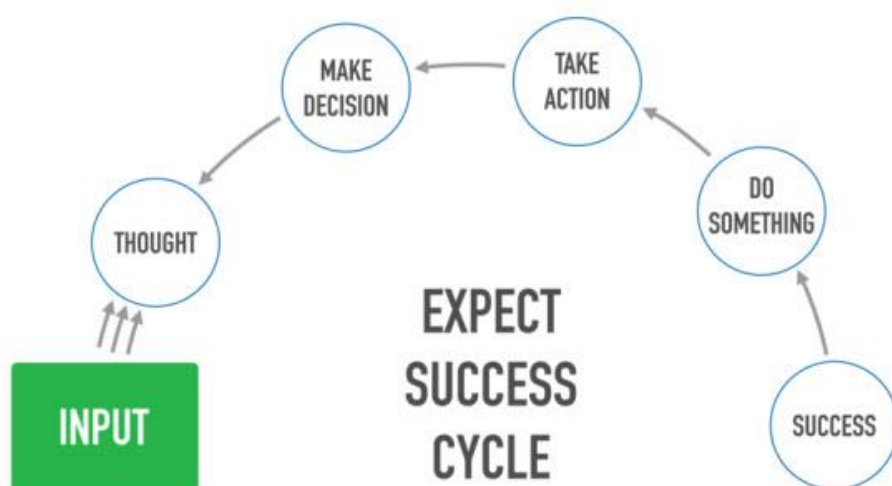 MAKE
DECISION
TAKE
ACTION
THOUGHT
DO
SOMETHING
EXPECT
SUCCESS
CYCLE
INPUT
SUCCESS